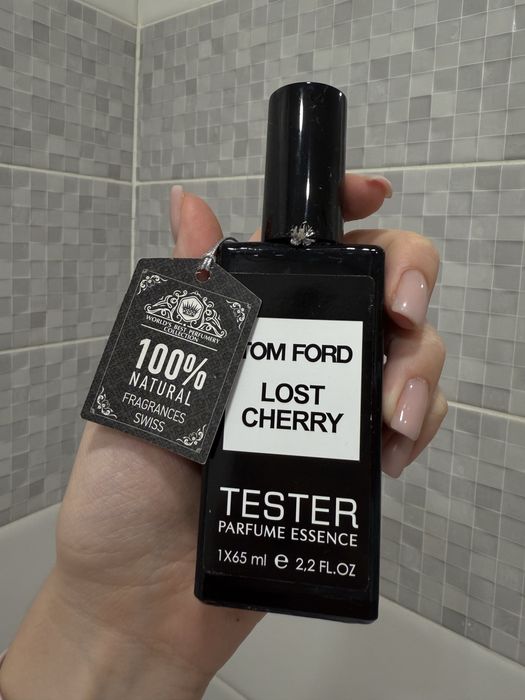 WORLD'S BEST PERFUMERY
COLLECTION
100%
NATURAL
FRAGRANCES
SWISS
TOM FORD
LOST
CHERRY
TESTER
PARFUME ESSENCE
1X65 ml e 2,2 FL.OZ